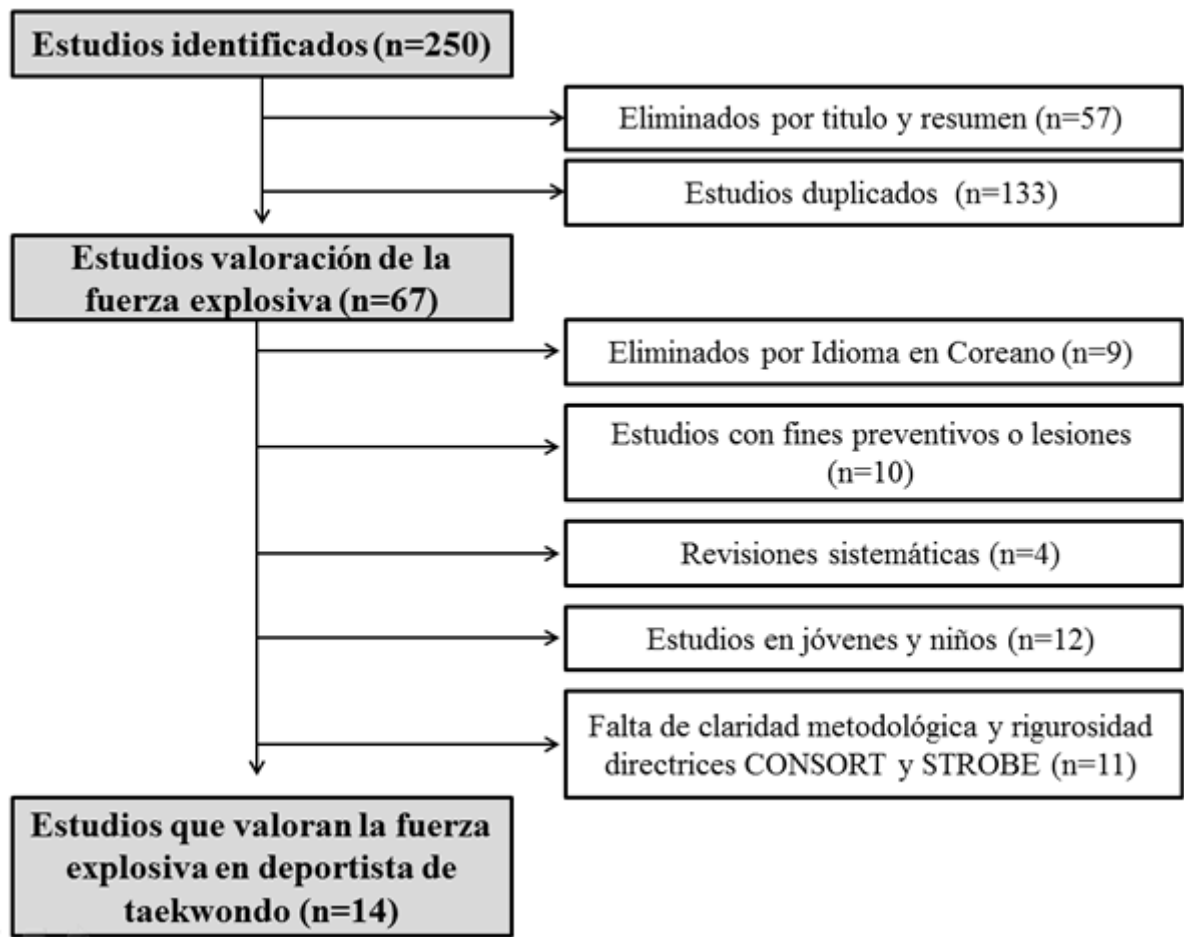 Estudios identificados (n=250)
Eliminados por titulo y resumen (n=57)
Estudios duplicados (n=133)
Estudios valoración de la
fuerza explosiva (n=67)
Eliminados por Idioma en Coreano (n=9)
Estudios con fines preventivos o lesiones
(n=10)
Revisiones sistemáticas (n=4)
Estudios en jóvenes y niños (n=12)
Falta de claridad metodológica y rigurosidad
directrices CONSORT y STROBE (n=11)
Estudios que valoran la fuerza
explosiva en deportista de
taekwondo (n=14)